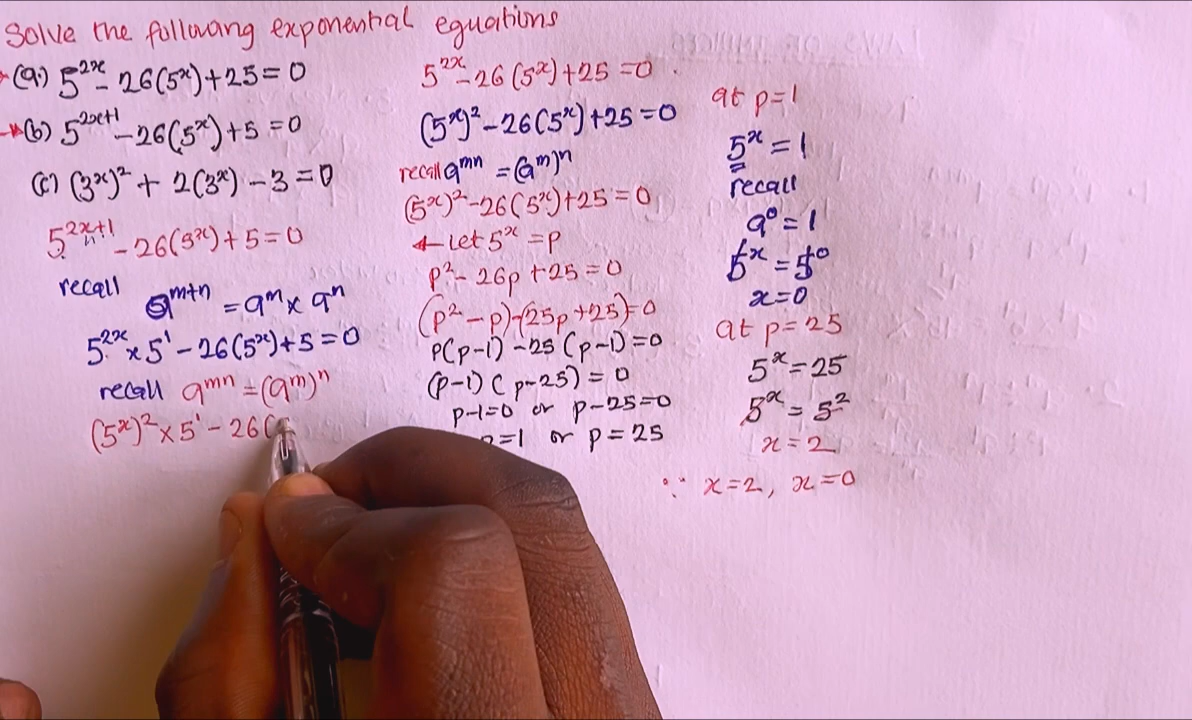 Solve the following exponential equations
(a) 5^2x - 26(5^x) + 25 = 0
(b) 5^2x+1 - 26(5^x) + 5 = 0
(c) (3^x)^2 + 2(3^x) - 3 = 0
5^2x+1 - 26(5^x) + 5 = 0
recall
a^m+n = a^m x a^n
5^2x x 5^1 - 26(5^x) + 5 = 0
recall a^mn = (a^m)^n
(5^x)^2 x 5^1 - 26(
5^2x - 26(5^x) + 25 = 0
(5^x)^2 - 26(5^x) + 25 = 0
recall a^mn = (a^m)^n
(5^x)^2 - 26(5^x) + 25 = 0
Let 5^x = p
p^2 - 26p + 25 = 0
(p^2 - p) - (25p + 25) = 0
p(p-1) - 25(p-1) = 0
(p-1)(p-25) = 0
p-1=0 or p-25=0
=1 or p=25
at p=1
5^x = 1
recall
a^0 = 1
5^x = 5^0
x=0
at p=25
5^x = 25
5^x = 5^2
x=2
∵ x=2, x=0